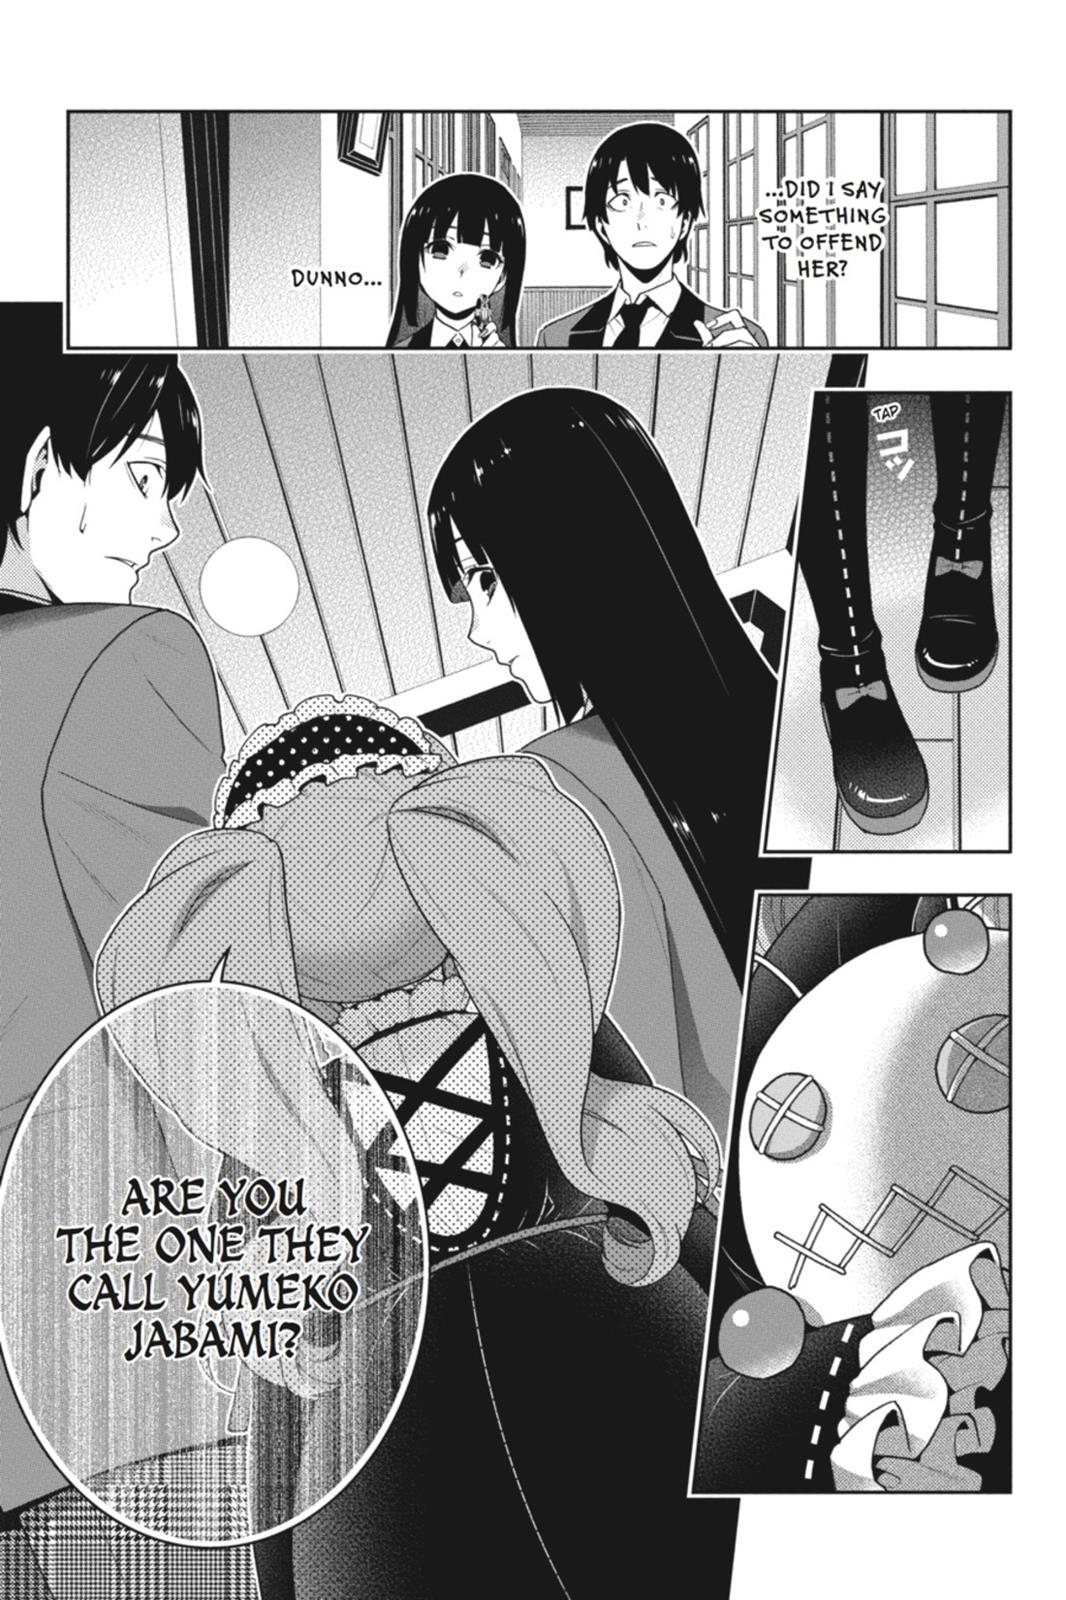 ...DID I SAY
SOMETHING
TO OFFEND
HER?
DUNNO...
TAP
コッ
ARE YOU
THE ONE THEY
CALL YUMEKO
JABAMI?